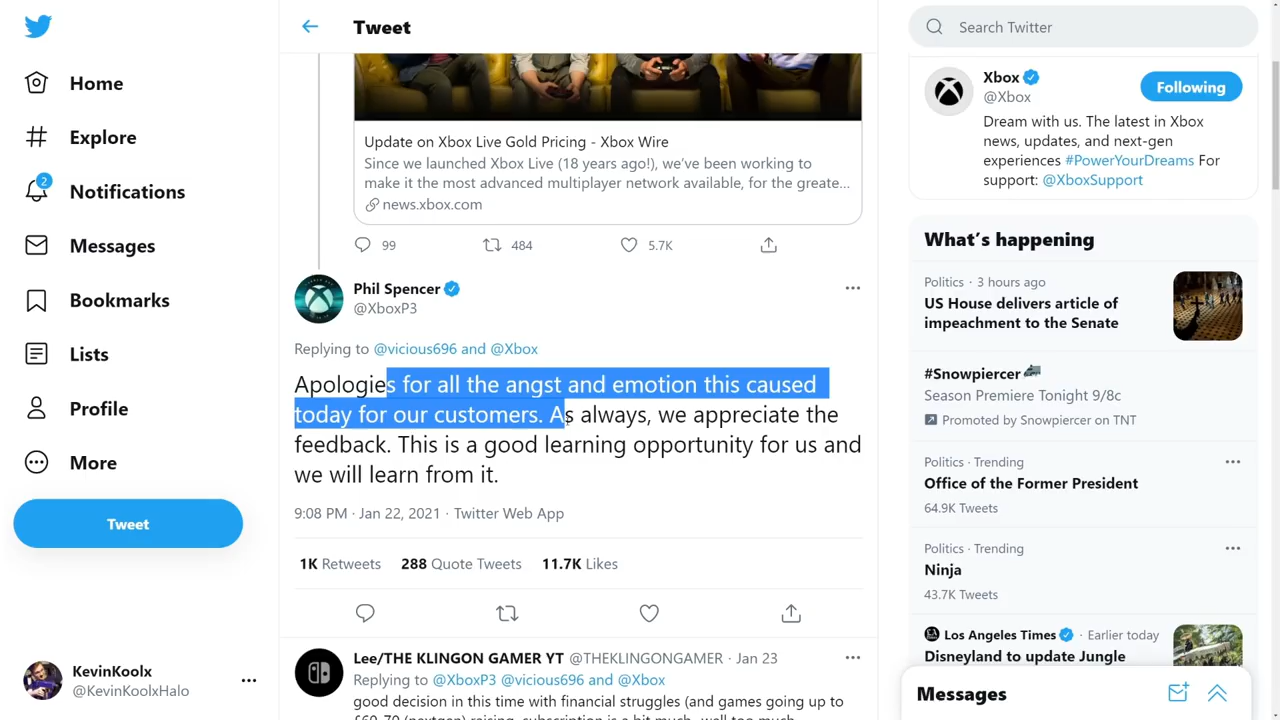 Home
Explore
2
Notifications
Messages
Bookmarks
Lists
Profile
More
Tweet
KevinKoolx
@KevinKoolxHalo
Tweet
Update on Xbox Live Gold Pricing - Xbox Wire
Since we launched Xbox Live (18 years ago!), we've been working to
make it the most advanced multiplayer network available, for the greate...
news.xbox.com
99 484 5.7K
Phil Spencer
@XboxP3
Replying to @vicious696 and @Xbox
Apologies for all the angst and emotion this caused
today for our customers. As always, we appreciate the
feedback. This is a good learning opportunity for us and
we will learn from it.
9:08 PM · Jan 22, 2021 · Twitter Web App
1K Retweets 288 Quote Tweets 11.7K Likes
Lee/THE KLINGON GAMER YT @THEKLINGONGAMER · Jan 23
Replying to @XboxP3 @vicious696 and @Xbox
good decision in this time with financial struggles (and games going up to
£60-70 (nextgen) raising subscription is a bit much, well too much
Search Twitter
Xbox
@Xbox
Following
Dream with us. The latest in Xbox
news, updates, and next-gen
experiences #PowerYourDreams For
support: @XboxSupport
What's happening
Politics · 3 hours ago
US House delivers article of
impeachment to the Senate
#Snowpiercer
Season Premiere Tonight 9/8c
Promoted by Snowpiercer on TNT
Politics · Trending
Office of the Former President
64.9K Tweets
Politics · Trending
Ninja
43.7K Tweets
Los Angeles Times · Earlier today
Disneyland to update Jungle
Messages